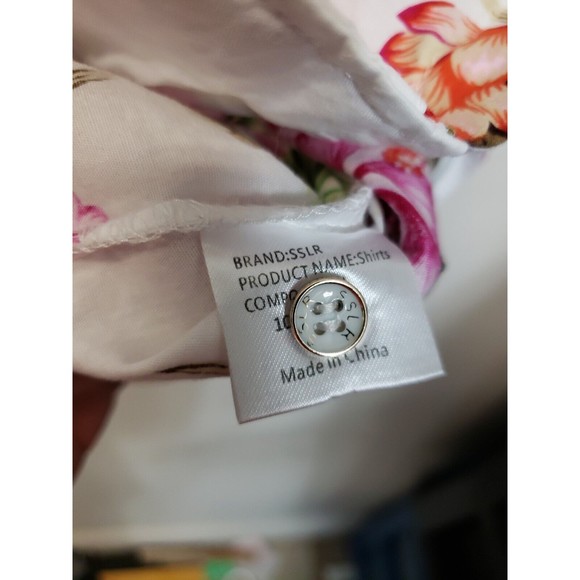 BRAND:SSLR
PRODUCT NAME:Shirts
COMPO
10
Made in China